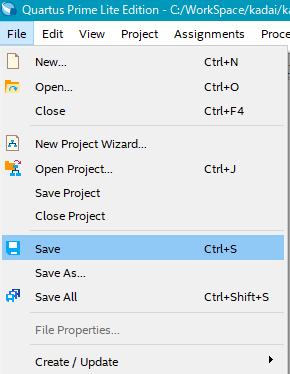 Quartus Prime Lite Edition - C:/WorkSpace/kadai/k
File Edit View Project Assignments Proce
New... Ctrl+N
Open... Ctrl+O
Close Ctrl+F4
New Project Wizard...
Open Project... Ctrl+J
Save Project
Close Project
Save Ctrl+S
Save As...
Save All Ctrl+Shift+S
File Properties...
Create / Update